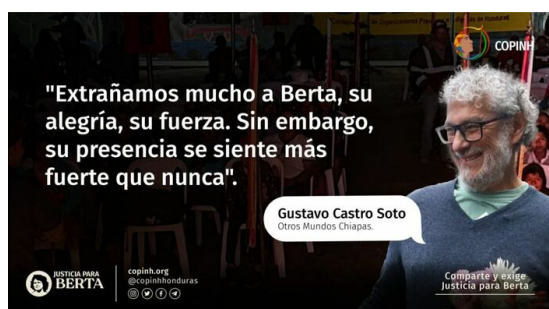 COPINH
"Extrañamos mucho a Berta, su
alegría, su fuerza. Sin embargo,
su presencia se siente más
fuerte que nunca".
Gustavo Castro Soto
Otros Mundos Chiapas.
JUSTICIA PARA
BERTA
copinh.org
@copinhhonduras
Comparte y exige
Justicia para Berta